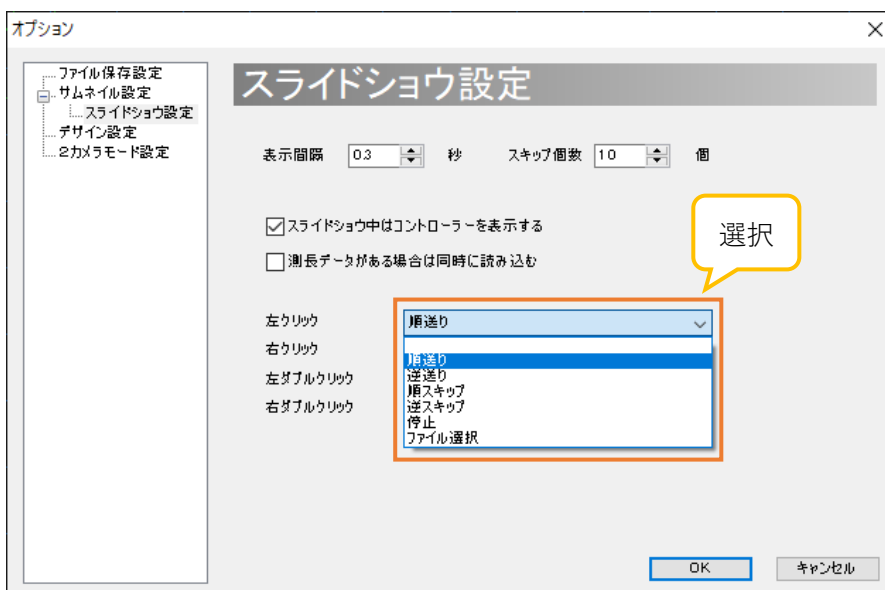 オプション
ファイル保存設定
サムネイル設定
スライドショウ設定
デザイン設定
2カメラモード設定
スライドショウ設定
表示間隔 0.3 秒 スキップ個数 10 個
スライドショウ中はコントローラーを表示する
測長データがある場合は同時に読み込む
選択
左クリック 順送り
右クリック
左ダブルクリック
右ダブルクリック
順送り
逆送り
順スキップ
逆スキップ
停止
ファイル選択
OK キャンセル